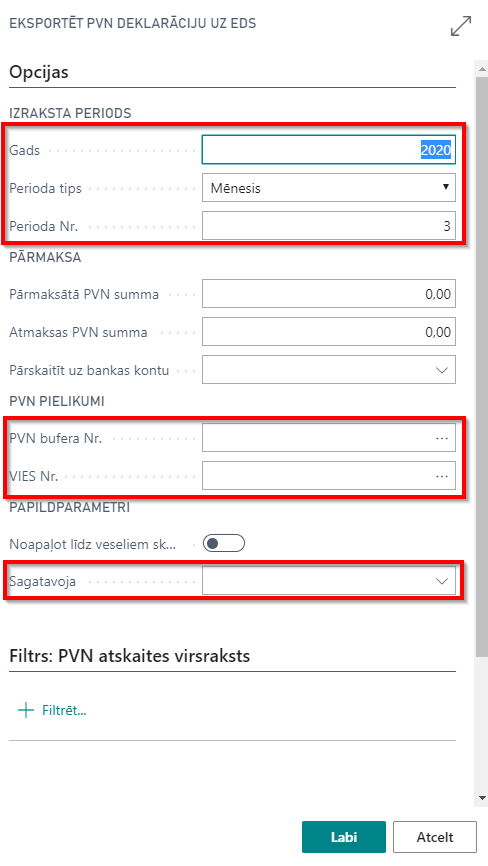 EKSPORTĒT PVN DEKLARĀCIJU UZ EDS
Opcijas
IZRAKSTA PERIODS
Gads 2020
Perioda tips Mēnesis
Perioda Nr. 3
PĀRMAKSA
Pārmaksātā PVN summa 0,00
Atmaksas PVN summa 0,00
Pārskaitīt uz bankas kontu
PVN PIELIKUMI
PVN bufera Nr. ...
VIES Nr. ...
PAPILDPARAMETRI
Noapaļot līdz veseliem sk...
Sagatavoja
Filtrs: PVN atskaites virsraksts
+ Filtrēt...
Labi Atcelt